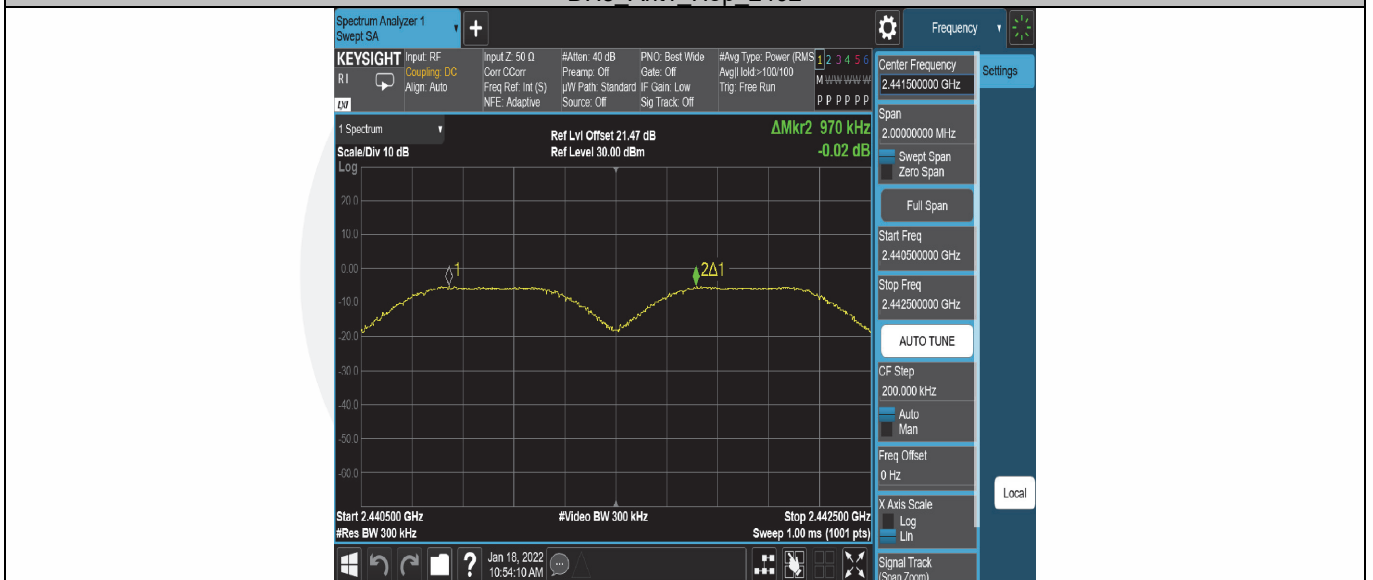 Spectrum Analyzer 1
Swept SA
+
Frequency
KEYSIGHT
R I
LXI
Input: RF
Coupling: DC
Align: Auto
Input Z: 50 Ω
Corr CCorr
Freq Ref: Int (S)
NFE: Adaptive
#Atten: 40 dB
Preamp: Off
µW Path: Standard
Source: Off
PNO: Best Wide
Gate: Off
IF Gain: Low
Sig Track: Off
#Avg Type: Power (RMS
Avg|Hold:>100/100
Trig: Free Run
1 2 3 4 5 6
M W W W W W
P P P P P P
Center Frequency
2.441500000 GHz
Settings
Span
2.00000000 MHz
Swept Span
Zero Span
Full Span
Start Freq
2.440500000 GHz
Stop Freq
2.442500000 GHz
AUTO TUNE
CF Step
200.000 kHz
Auto
Man
Freq Offset
0 Hz
X Axis Scale
Log
Lin
Signal Track
(Span Zoom)
Local
1 Spectrum
Scale/Div 10 dB
Log
Ref Lvl Offset 21.47 dB
Ref Level 30.00 dBm
ΔMkr2 970 kHz
-0.02 dB
20.0
10.0
0.00
-10.0
-20.0
-30.0
-40.0
-50.0
-60.0
1
2Δ1
Start 2.440500 GHz
#Res BW 300 kHz
#Video BW 300 kHz
Stop 2.442500 GHz
Sweep 1.00 ms (1001 pts)
?
Jan 18, 2022
10:54:10 AM